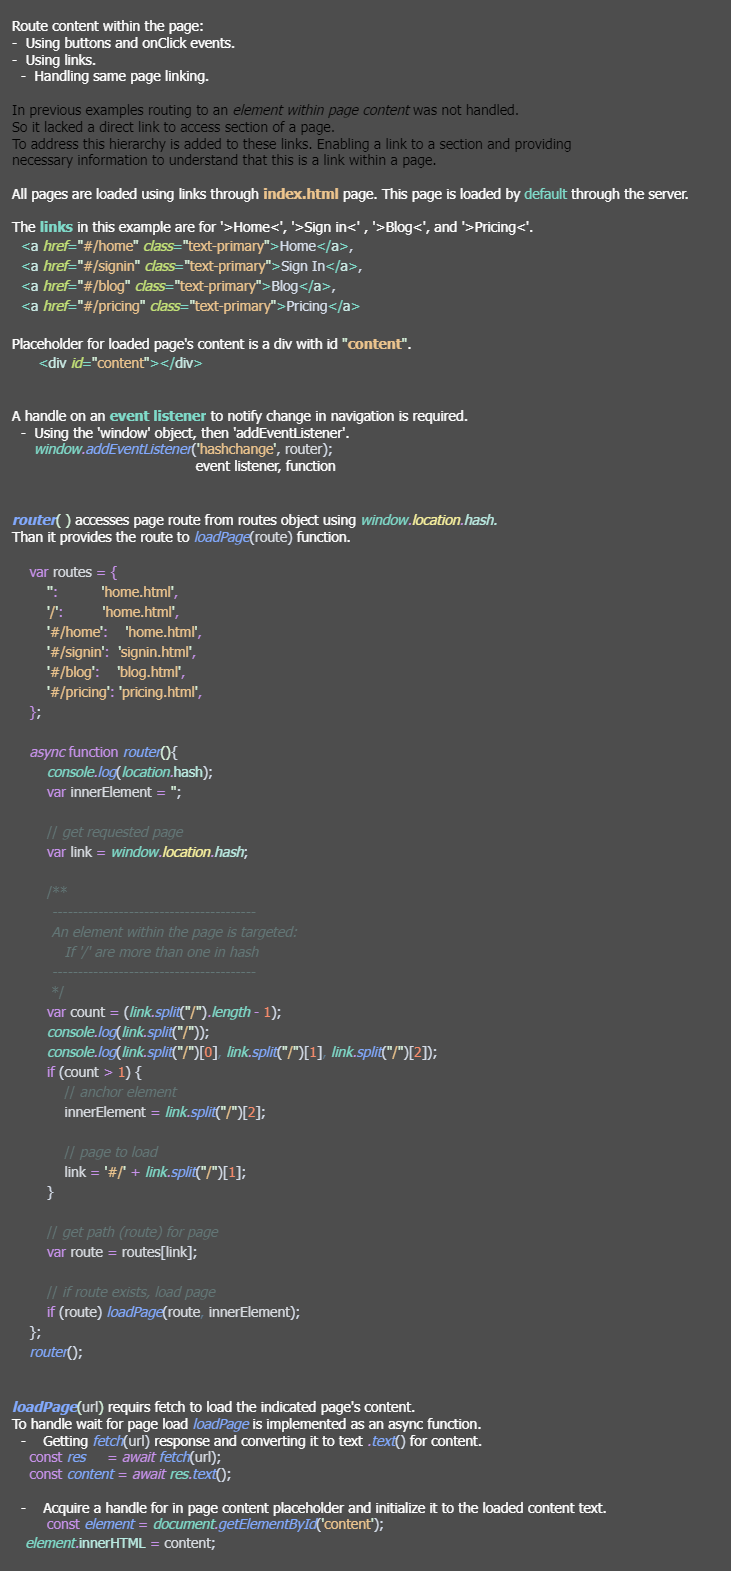 Route content within the page:
- Using buttons and onClick events.
- Using links.
- Handling same page linking.
In previous examples routing to an element within page content was not handled.
So it lacked a direct link to access section of a page.
To address this hierarchy is added to these links. Enabling a link to a section and providing
necessary information to understand that this is a link within a page.
All pages are loaded using links through index.html page. This page is loaded by default through the server.
The links in this example are for '>Home<', '>Sign in<' , '>Blog<', and '>Pricing<'.
<a href="#/home" class="text-primary">Home</a>,
<a href="#/signin" class="text-primary">Sign In</a>,
<a href="#/blog" class="text-primary">Blog</a>,
<a href="#/pricing" class="text-primary">Pricing</a>
Placeholder for loaded page's content is a div with id "content".
<div id="content"></div>
A handle on an event listener to notify change in navigation is required.
- Using the 'window' object, then 'addEventListener'.
window.addEventListener('hashchange', router);
event listener, function
router( ) accesses page route from routes object using window.location.hash.
Than it provides the route to loadPage(route) function.
var routes = {
'': 'home.html',
'/': 'home.html',
'#/home': 'home.html',
'#/signin': 'signin.html',
'#/blog': 'blog.html',
'#/pricing': 'pricing.html',
};
async function router(){
console.log(location.hash);
var innerElement = '';
// get requested page
var link = window.location.hash;
/**
----------------------------------------
An element within the page is targeted:
If '/' are more than one in hash
----------------------------------------
*/
var count = (link.split("/").length - 1);
console.log(link.split("/"));
console.log(link.split("/")[0], link.split("/")[1], link.split("/")[2]);
if (count > 1) {
// anchor element
innerElement = link.split("/")[2];
// page to load
link = '#/' + link.split("/")[1];
}
// get path (route) for page
var route = routes[link];
// if route exists, load page
if (route) loadPage(route, innerElement);
};
router();
loadPage(url) requirs fetch to load the indicated page's content.
To handle wait for page load loadPage is implemented as an async function.
- Getting fetch(url) response and converting it to text .text() for content.
const res = await fetch(url);
const content = await res.text();
- Acquire a handle for in page content placeholder and initialize it to the loaded content text.
const element = document.getElementById('content');
element.innerHTML = content;